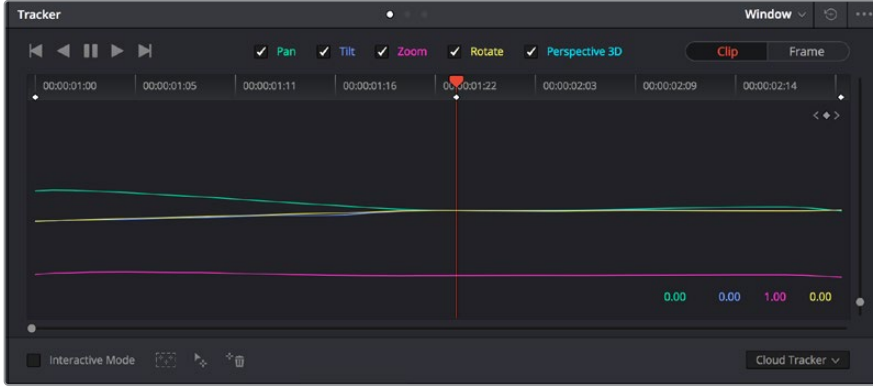 Tracker
Window
Pan Tilt Zoom Rotate Perspective 3D Clip Frame
00:00:01:00 00:00:01:05 00:00:01:11 00:00:01:16 00:00:01:22 00:00:02:03 00:00:02:09 00:00:02:14
0.00 0.00 1.00 0.00
Interactive Mode Cloud Tracker